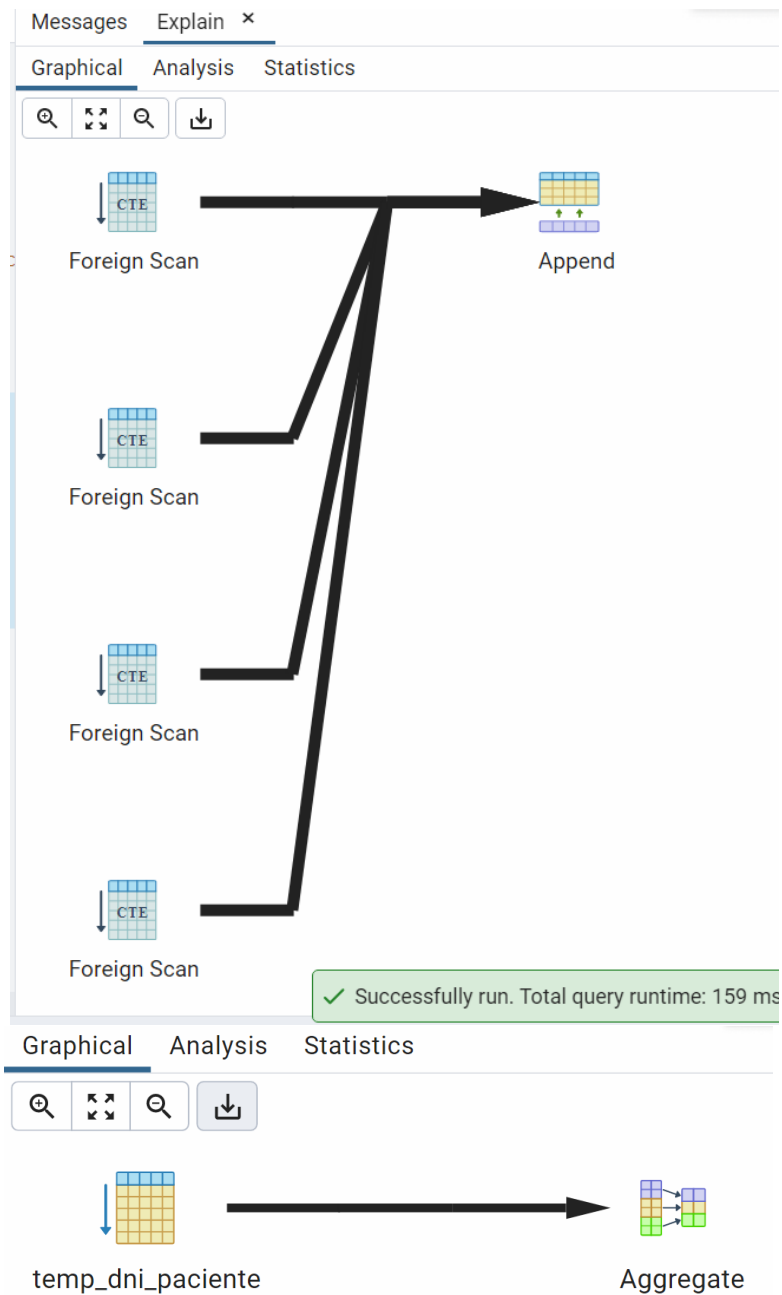 Messages Explain ×
Graphical Analysis Statistics
CTE
Foreign Scan
Append
CTE
Foreign Scan
CTE
Foreign Scan
CTE
Foreign Scan
Successfully run. Total query runtime: 159 ms
Graphical Analysis Statistics
temp_dni_paciente
Aggregate